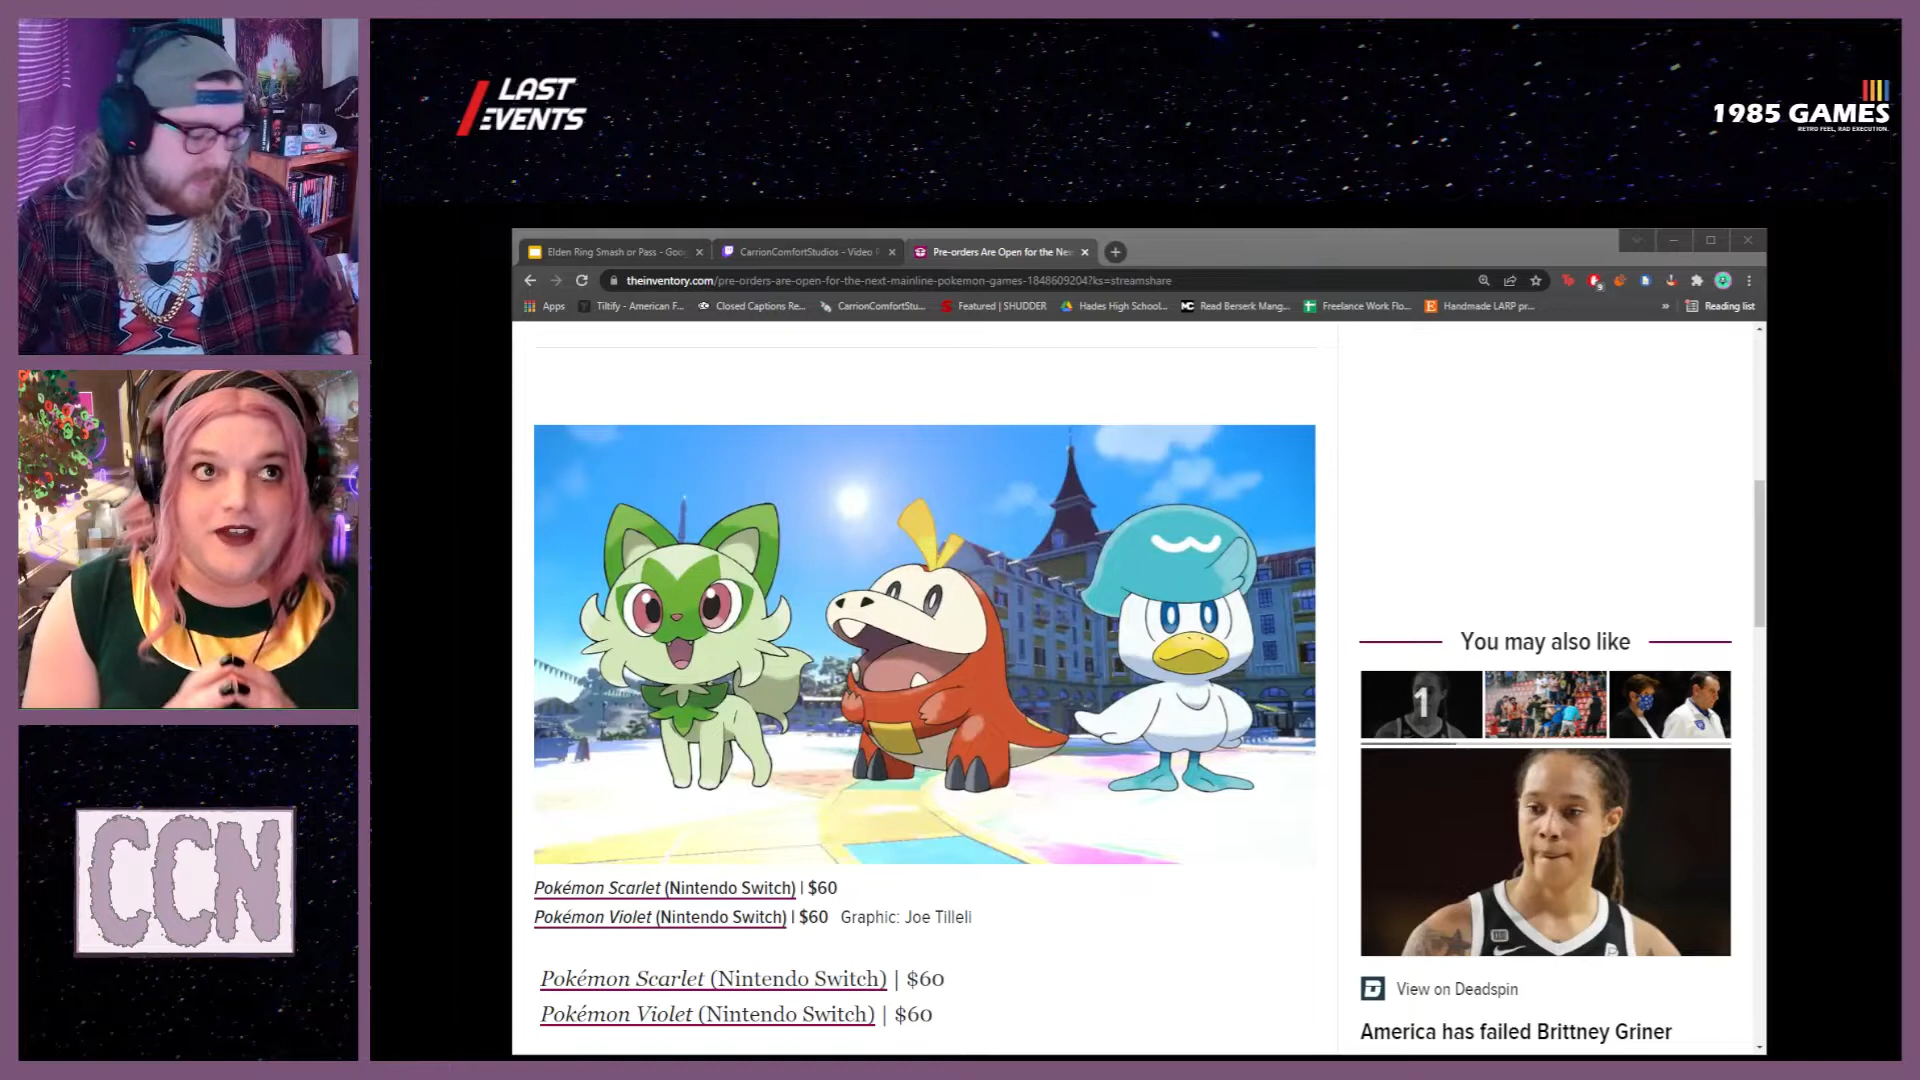 LAST
EVENTS
1985 GAMES
RETRO FEEL, RAD EXECUTION.
Elden Ring Smash or Pass - Goo
CarrionComfortStudios - Video P
Pre-orders Are Open for the Nex
theinventory.com/pre-orders-are-open-for-the-next-mainline-pokemon-games-1848609204?ks=streamshare
Apps
Tiltify - American F...
Closed Captions Re...
CarrionComfortStu...
Featured | SHUDDER
Hades High School...
Read Berserk Mang...
Freelance Work Flo...
Handmade LARP pr...
»
Reading list
You may also like
1
Pokémon Scarlet (Nintendo Switch) | $60
Pokémon Violet (Nintendo Switch) | $60 Graphic: Joe Tilleli
Pokémon Scarlet (Nintendo Switch) | $60
Pokémon Violet (Nintendo Switch) | $60
View on Deadspin
America has failed Brittney Griner
CCN